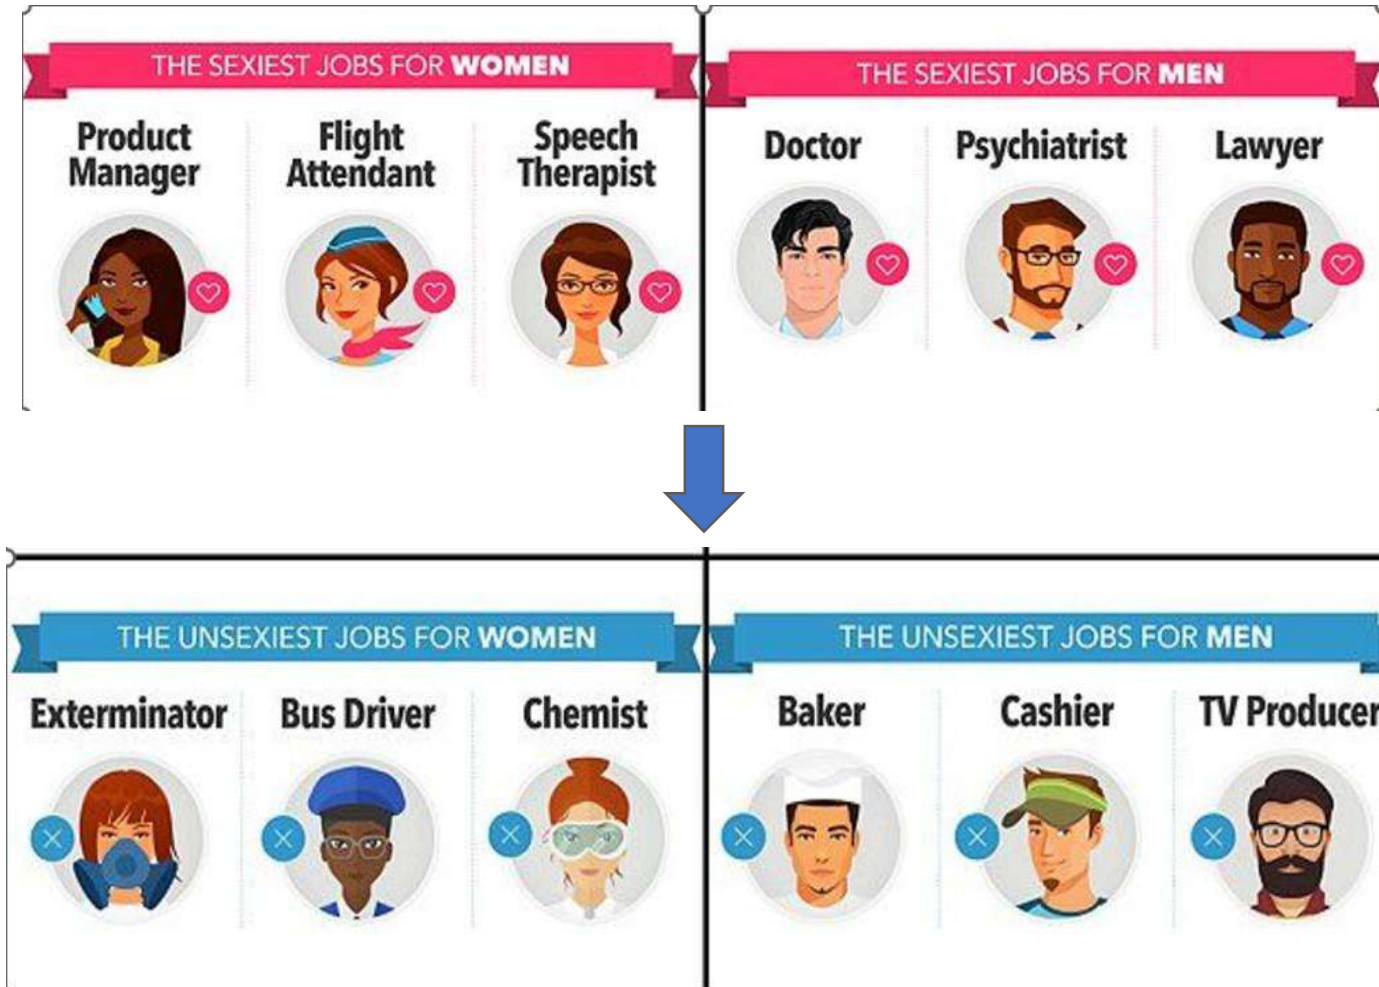 THE SEXIEST JOBS FOR WOMEN
Product
Manager
Flight
Attendant
Speech
Therapist
THE SEXIEST JOBS FOR MEN
Doctor
Psychiatrist
Lawyer
THE UNSEXIEST JOBS FOR WOMEN
Exterminator
Bus Driver
Chemist
THE UNSEXIEST JOBS FOR MEN
Baker
Cashier
TV Producer